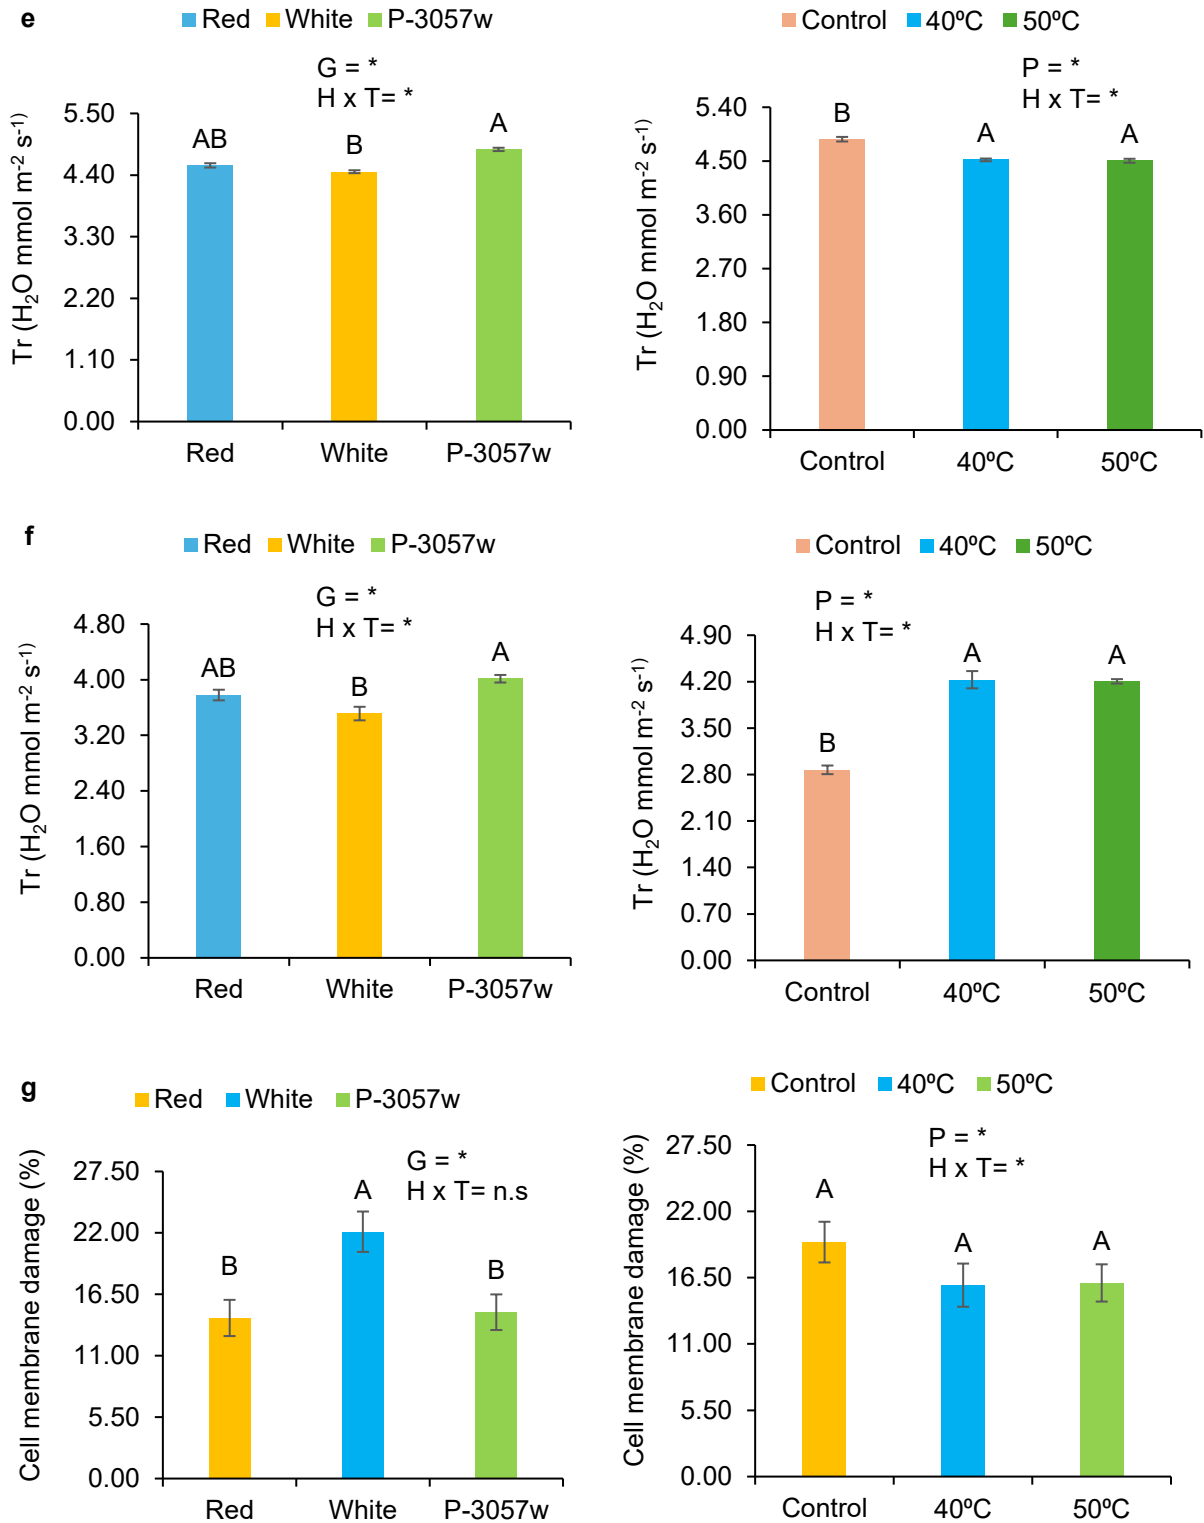 e
Red White P-3057w
G = *
H x T= *
Tr (H₂O mmol m⁻² s⁻¹)
5.50
4.40
3.30
2.20
1.10
0.00
AB
B
A
Red White P-3057w
Control 40ºC 50ºC
P = *
H x T= *
Tr (H₂O mmol m⁻² s⁻¹)
5.40
4.50
3.60
2.70
1.80
0.90
0.00
B
A
A
Control 40ºC 50ºC
f
Red White P-3057w
G = *
H x T= *
Tr (H₂O mmol m⁻² s⁻¹)
4.80
4.00
3.20
2.40
1.60
0.80
0.00
AB
B
A
Red White P-3057w
Control 40ºC 50ºC
P = *
H x T= *
Tr (H₂O mmol m⁻² s⁻¹)
4.90
4.20
3.50
2.80
2.10
1.40
0.70
0.00
B
A
A
Control 40ºC 50ºC
g
Red White P-3057w
G = *
H x T= n.s
Cell membrane damage (%)
27.50
22.00
16.50
11.00
5.50
0.00
B
A
B
Red White P-3057w
Control 40ºC 50ºC
P = *
H x T= *
Cell membrane damage (%)
27.50
22.00
16.50
11.00
5.50
0.00
A
A
A
Control 40ºC 50ºC